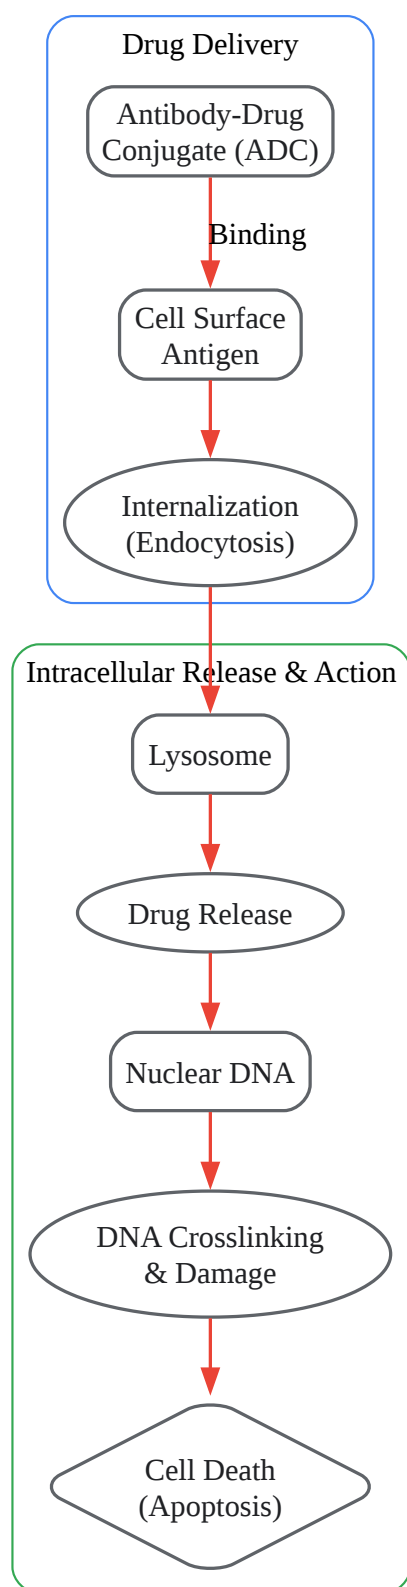 Drug Delivery
Antibody-Drug
Conjugate (ADC)
Binding
Cell Surface
Antigen
Internalization
(Endocytosis)
Intracellular Release & Action
Lysosome
Drug Release
Nuclear DNA
DNA Crosslinking
& Damage
Cell Death
(Apoptosis)